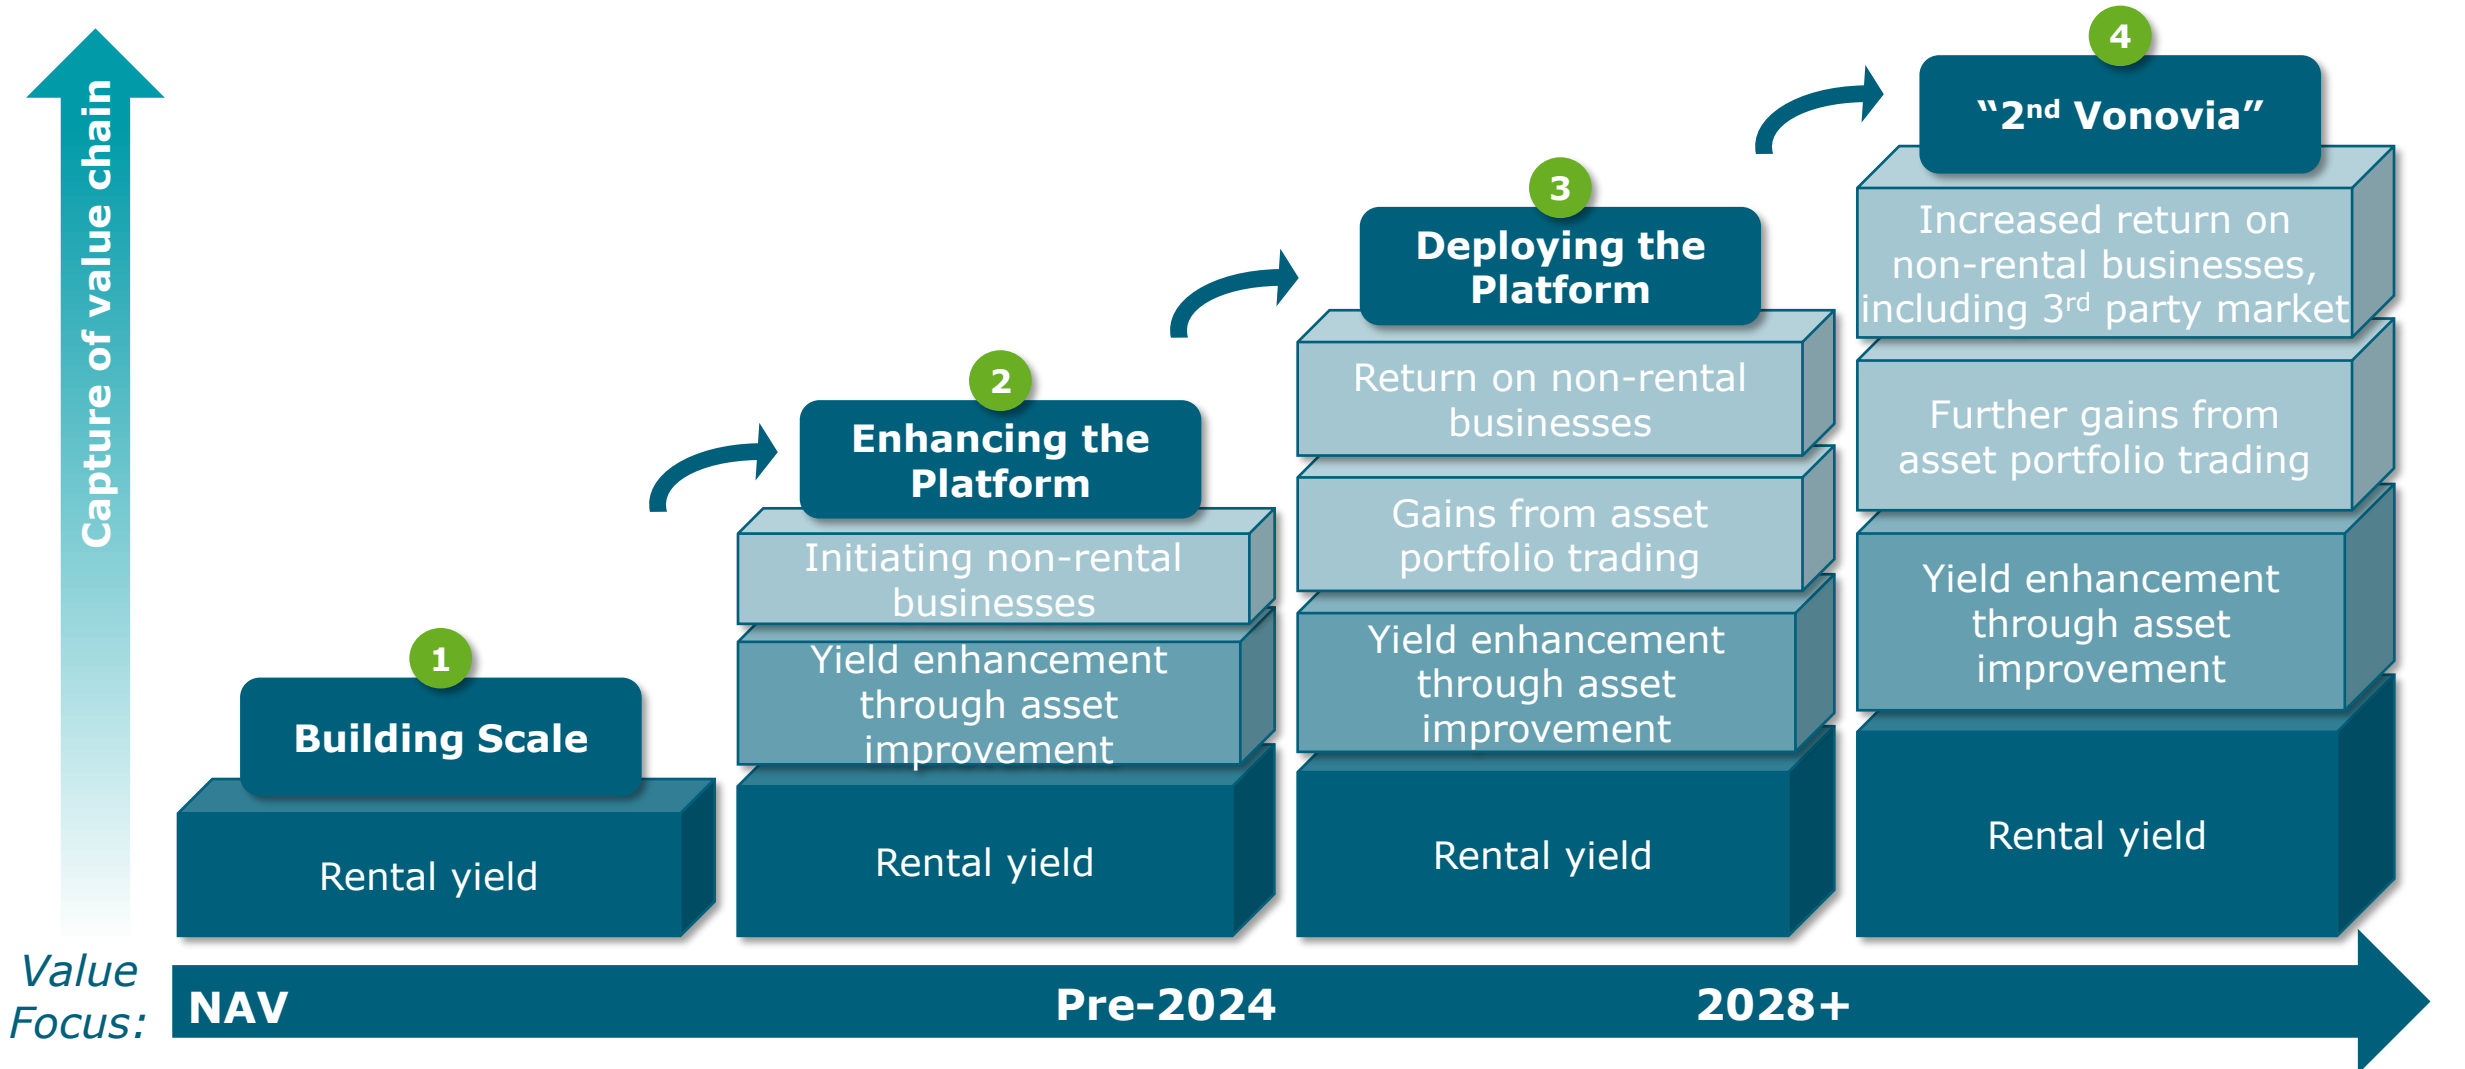 Capture of value chain
1
Building Scale
Rental yield
2
Enhancing the
Platform
Initiating non-rental
businesses
Yield enhancement
through asset
improvement
Rental yield
3
Deploying the
Platform
Return on non-rental
businesses
Gains from asset
portfolio trading
Yield enhancement
through asset
improvement
Rental yield
4
“2nd Vonovia”
Increased return on
non-rental businesses,
including 3rd party market
Further gains from
asset portfolio trading
Yield enhancement
through asset
improvement
Rental yield
Value
Focus:
NAV
Pre-2024
2028+